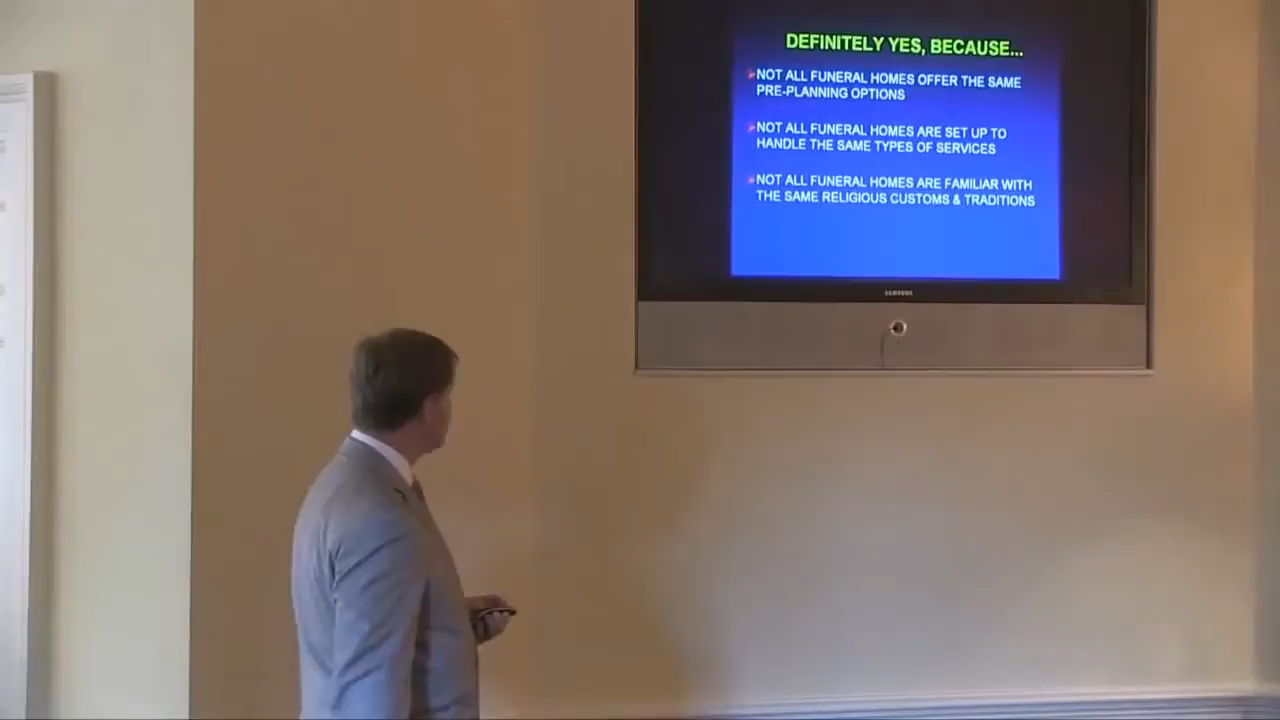 DEFINITELY YES, BECAUSE...
NOT ALL FUNERAL HOMES OFFER THE SAME
PRE-PLANNING OPTIONS
NOT ALL FUNERAL HOMES ARE SET UP TO
HANDLE THE SAME TYPES OF SERVICES
NOT ALL FUNERAL HOMES ARE FAMILIAR WITH
THE SAME RELIGIOUS CUSTOMS & TRADITIONS
SAMSUNG